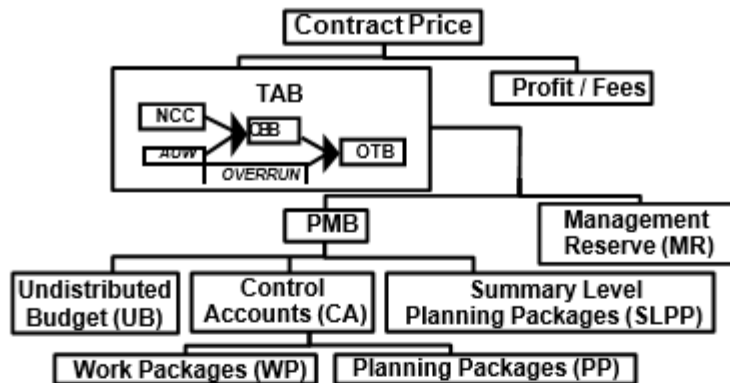 Contract Price
TAB
Profit / Fees
NCC
CBB
AUW
OTB
OVERRUN
PMB
Management
Reserve (MR)
Undistributed
Budget (UB)
Control
Accounts (CA)
Summary Level
Planning Packages (SLPP)
Work Packages (WP)
Planning Packages (PP)